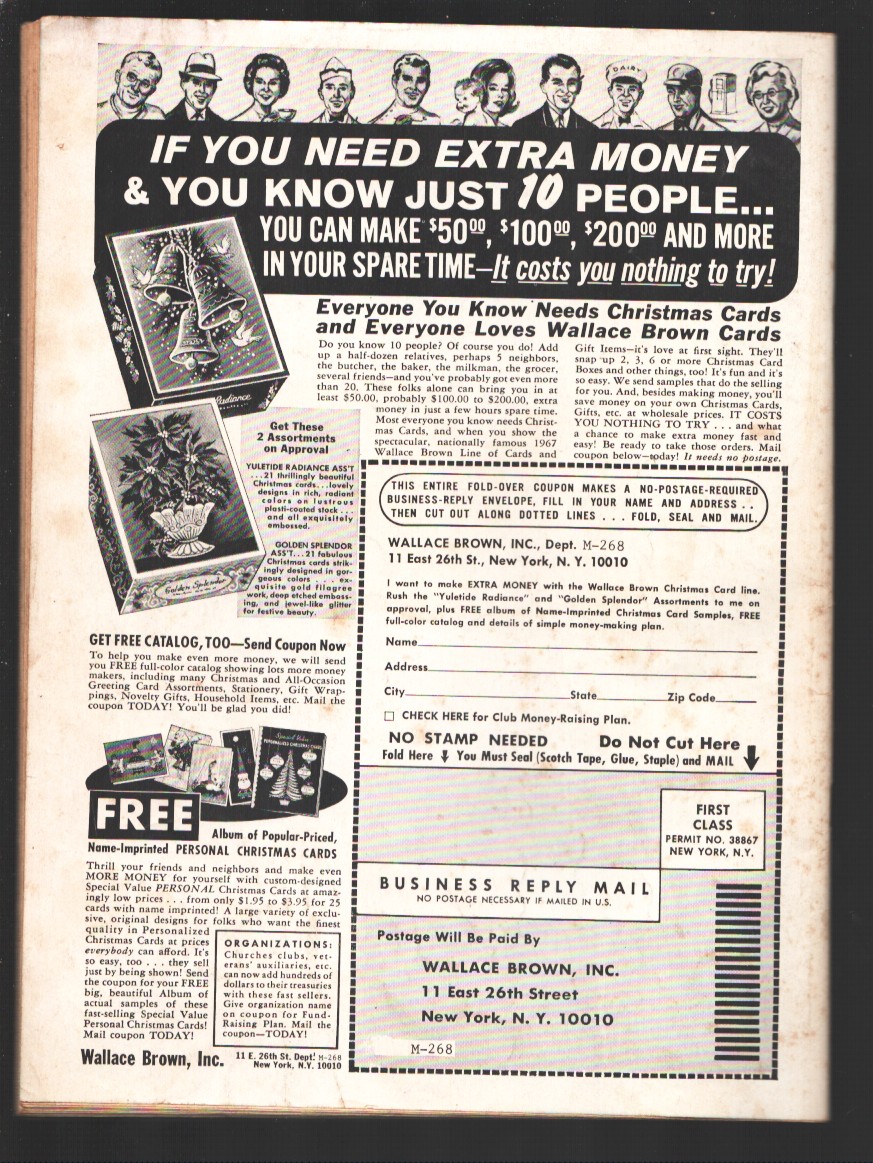 DAIRY
IF YOU NEED EXTRA MONEY
& YOU KNOW JUST 10 PEOPLE...
YOU CAN MAKE $50.00, $100.00, $200.00 AND MORE
IN YOUR SPARE TIME—It costs you nothing to try!
Everyone You Know Needs Christmas Cards
and Everyone Loves Wallace Brown Cards
Do you know 10 people? Of course you do! Add
up a half-dozen relatives, perhaps 5 neighbors,
the butcher, the baker, the milkman, the grocer,
several friends—and you've probably got even more
than 20. These folks alone can bring you in at
least $50.00, probably $100.00 to $200.00, extra
money in just a few hours spare time.
Most everyone you know needs Christ-
mas Cards, and when you show the
spectacular, nationally famous 1967
Wallace Brown Line of Cards and
Gift Items—it's love at first sight. They'll
snap up 2, 3, 6 or more Christmas Card
Boxes and other things, too! It's fun and it's
so easy. We send samples that do the selling
for you. And, besides making money, you'll
save money on your own Christmas Cards,
Gifts, etc. at wholesale prices. IT COSTS
YOU NOTHING TO TRY . . . and what
a chance to make extra money fast and
easy! Be ready to take those orders. Mail
coupon below—today! It needs no postage.
Radiance
Get These
2 Assortments
on Approval
YULETIDE RADIANCE ASS'T
...21 thrillingly beautiful
Christmas cards...lovely
designs in rich, radiant
colors on lustrous
plasti-coated stock . . .
and all exquisitely
embossed.
GOLDEN SPLENDOR
ASS'T...21 fabulous
Christmas cards strik-
ingly designed in gor-
geous colors . . . ex-
quisite gold filagree
work, deep etched emboss-
ing, and jewel-like glitter
for festive beauty.
Golden Splendor
GET FREE CATALOG, TOO—Send Coupon Now
To help you make even more money, we will send
you FREE full-color catalog showing lots more money
makers, including many Christmas and All-Occasion
Greeting Card Assortments, Stationery, Gift Wrap-
pings, Novelty Gifts, Household Items, etc. Mail the
coupon TODAY! You'll be glad you did!
Special Value
PERSONALIZED CHRISTMAS CARDS
FREE
Album of Popular-Priced,
Name-Imprinted PERSONAL CHRISTMAS CARDS
Thrill your friends and neighbors and make even
MORE MONEY for yourself with custom-designed
Special Value PERSONAL Christmas Cards at amaz-
ingly low prices . . . from only $1.95 to $3.95 for 25
cards with name imprinted! A large variety of exclu-
sive, original designs for folks who want the finest
quality in Personalized
Christmas Cards at prices
everybody can afford. It's
so easy, too . . . they sell
just by being shown! Send
the coupon for your FREE
big, beautiful Album of
actual samples of these
fast-selling Special Value
Personal Christmas Cards!
Mail coupon TODAY!
ORGANIZATIONS:
Churches clubs, vet-
erans' auxiliaries, etc.
can now add hundreds of
dollars to their treasuries
with these fast sellers.
Give organization name
on coupon for Fund-
Raising Plan. Mail the
coupon—TODAY!
Wallace Brown, Inc.
11 E. 26th St. Dept. M-268
New York, N.Y. 10010
THIS ENTIRE FOLD-OVER COUPON MAKES A NO-POSTAGE-REQUIRED
BUSINESS-REPLY ENVELOPE, FILL IN YOUR NAME AND ADDRESS . .
THEN CUT OUT ALONG DOTTED LINES . . . FOLD, SEAL AND MAIL.
WALLACE BROWN, INC., Dept. M-268
11 East 26th St., New York, N. Y. 10010
I want to make EXTRA MONEY with the Wallace Brown Christmas Card line.
Rush the "Yuletide Radiance" and "Golden Splendor" Assortments to me on
approval, plus FREE album of Name-Imprinted Christmas Card Samples, FREE
full-color catalog and details of simple money-making plan.
Name
Address
City State Zip Code
☐ CHECK HERE for Club Money-Raising Plan.
NO STAMP NEEDED Do Not Cut Here
Fold Here ↓ You Must Seal (Scotch Tape, Glue, Staple) and MAIL ↓
FIRST
CLASS
PERMIT NO. 38867
NEW YORK, N.Y.
BUSINESS REPLY MAIL
NO POSTAGE NECESSARY IF MAILED IN U.S.
Postage Will Be Paid By
WALLACE BROWN, INC.
11 East 26th Street
New York, N. Y. 10010
M-268